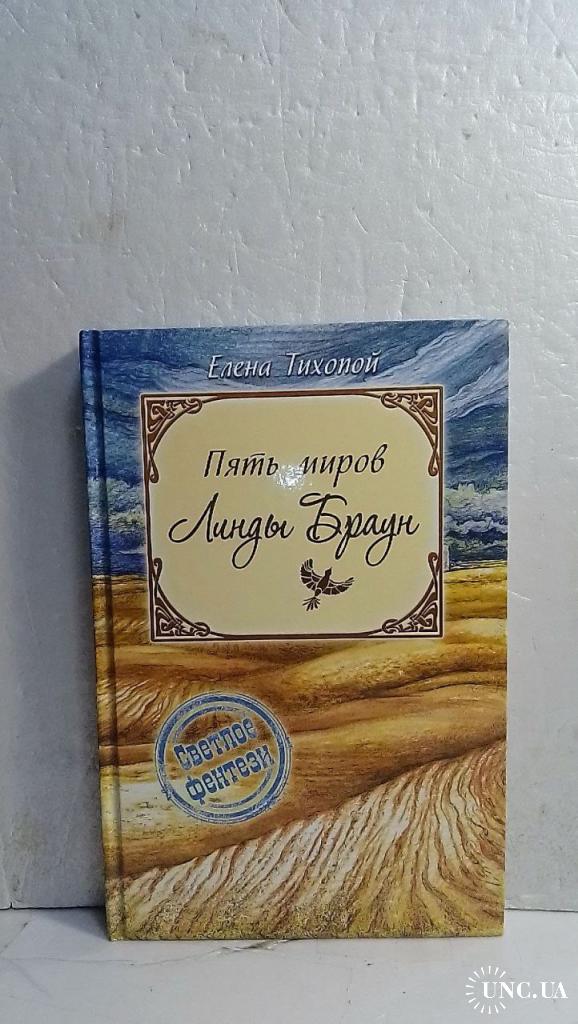 Елена Тихопой
Пять миров
Линды Браун
Светлое
фентези
UNC.UA